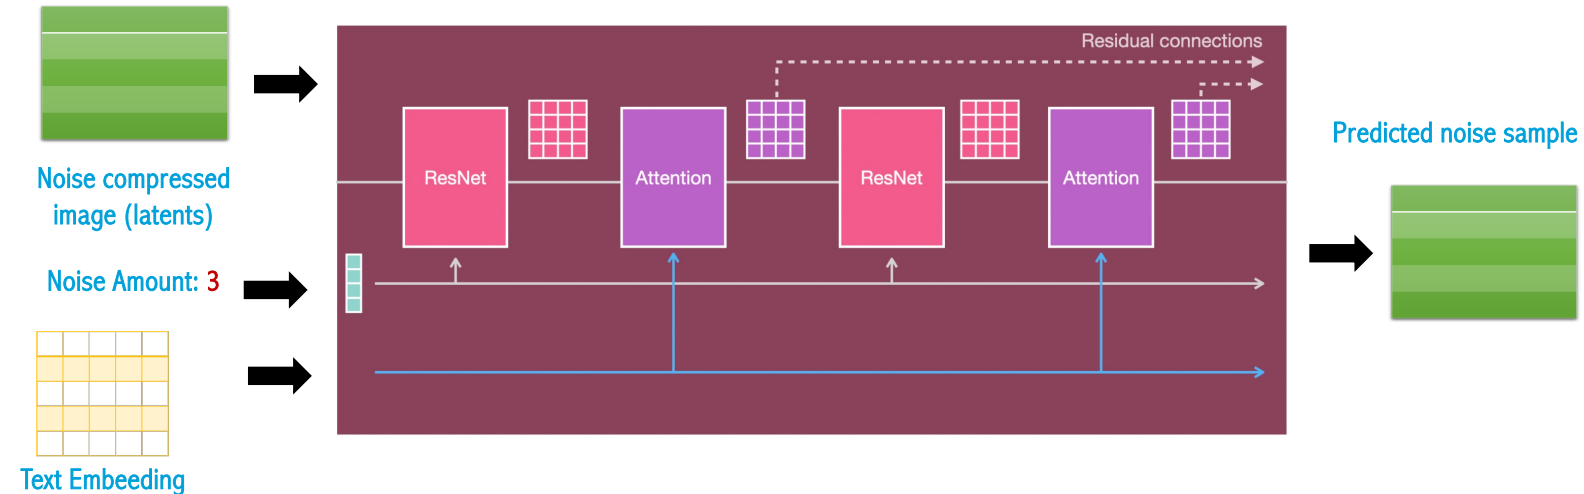 Residual connections
ResNet
Attention
ResNet
Attention
Predicted noise sample
Noise compressed
image (latents)
Noise Amount: 3
Text Embeeding